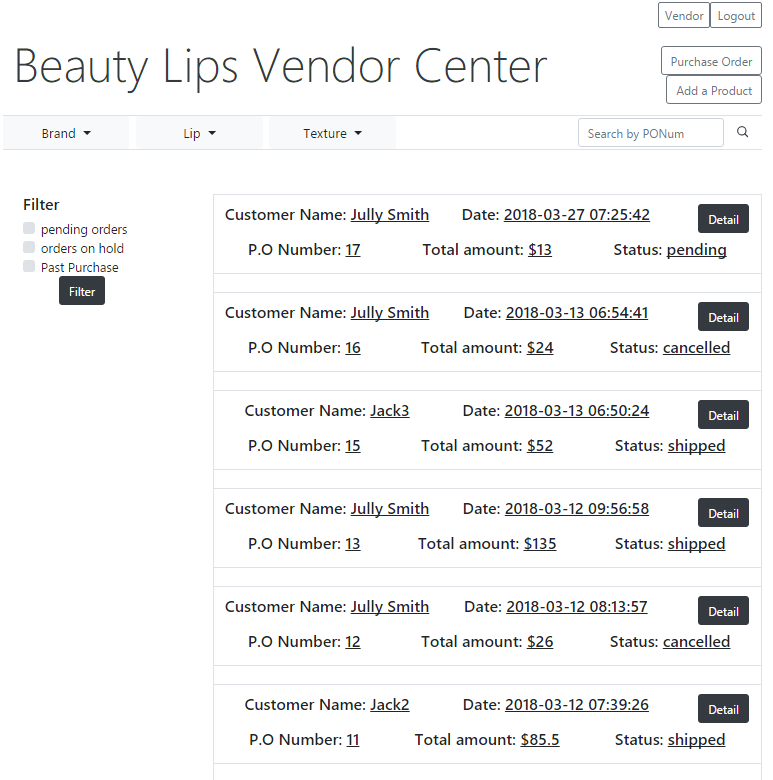 Vendor Logout
Beauty Lips Vendor Center
Purchase Order
Add a Product
Brand Lip Texture Search by PONum
Filter
pending orders
orders on hold
Past Purchase
Filter
Customer Name: Jully Smith Date: 2018-03-27 07:25:42 Detail
P.O Number: 17 Total amount: $13 Status: pending
Customer Name: Jully Smith Date: 2018-03-13 06:54:41 Detail
P.O Number: 16 Total amount: $24 Status: cancelled
Customer Name: Jack3 Date: 2018-03-13 06:50:24 Detail
P.O Number: 15 Total amount: $52 Status: shipped
Customer Name: Jully Smith Date: 2018-03-12 09:56:58 Detail
P.O Number: 13 Total amount: $135 Status: shipped
Customer Name: Jully Smith Date: 2018-03-12 08:13:57 Detail
P.O Number: 12 Total amount: $26 Status: cancelled
Customer Name: Jack2 Date: 2018-03-12 07:39:26 Detail
P.O Number: 11 Total amount: $85.5 Status: shipped